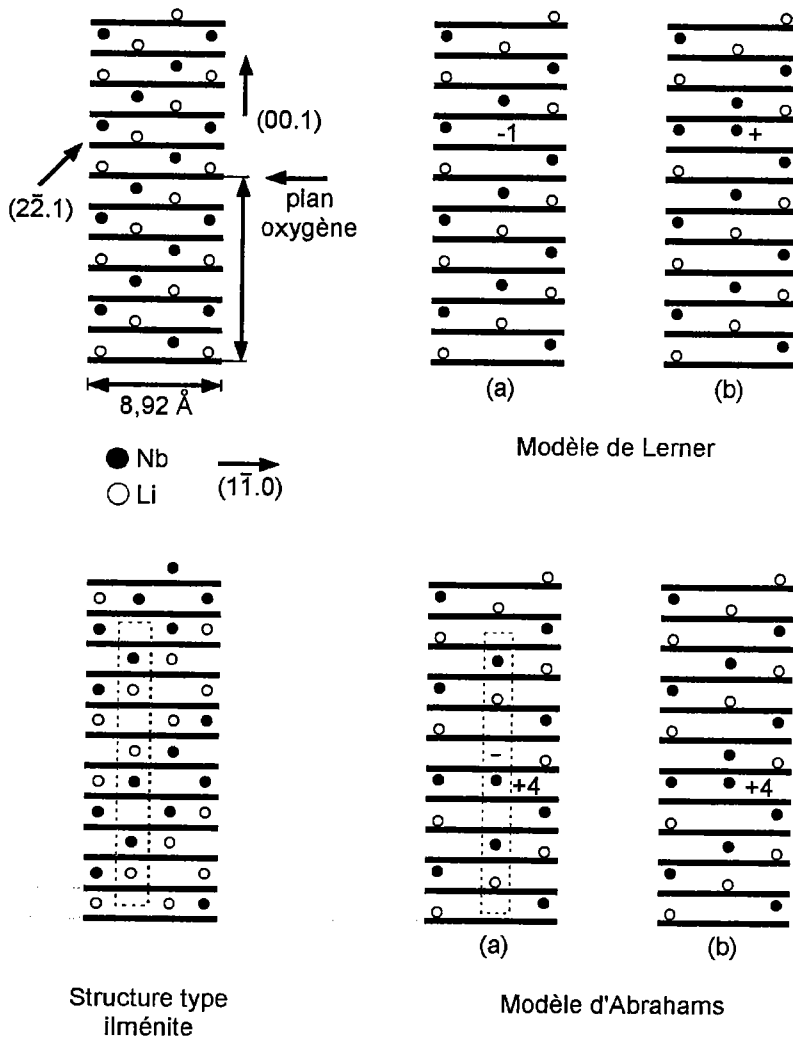 (00.1)
(22̄.1)
plan
oxygène
8,92 Å
Nb
Li
(11̄.0)
-1
+
(a)
(b)
Modèle de Lerner
-
+4
+4
(a)
(b)
Structure type
ilménite
Modèle d'Abrahams